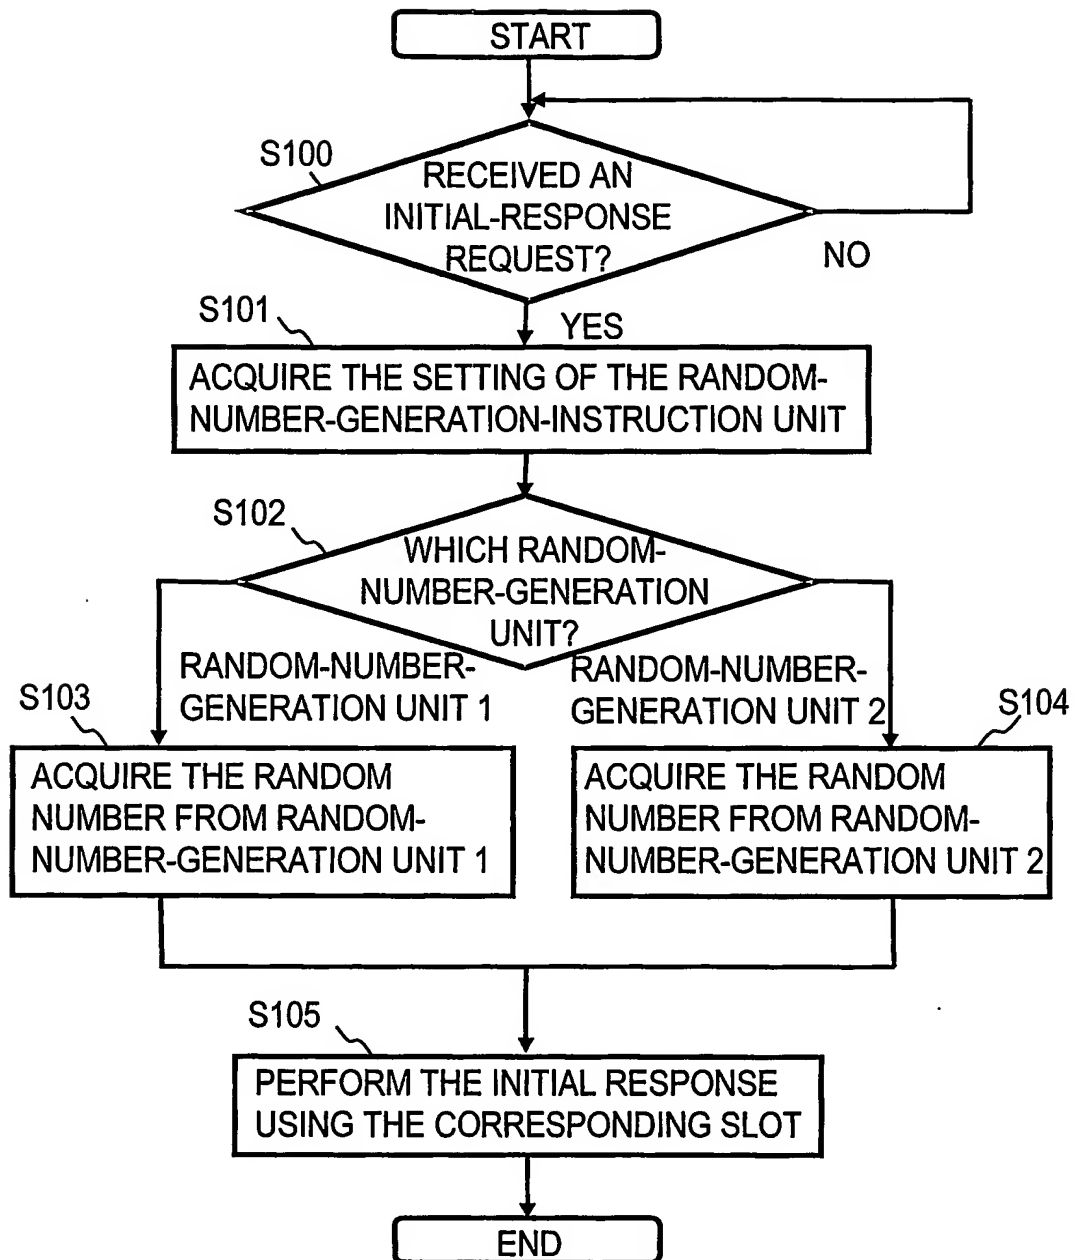 START
S100
RECEIVED AN
INITIAL-RESPONSE
REQUEST?
NO
S101
YES
ACQUIRE THE SETTING OF THE RANDOM-
NUMBER-GENERATION-INSTRUCTION UNIT
S102
WHICH RANDOM-
NUMBER-GENERATION
UNIT?
RANDOM-NUMBER-
GENERATION UNIT 1
RANDOM-NUMBER-
GENERATION UNIT 2
S103
S104
ACQUIRE THE RANDOM
NUMBER FROM RANDOM-
NUMBER-GENERATION UNIT 1
ACQUIRE THE RANDOM
NUMBER FROM RANDOM-
NUMBER-GENERATION UNIT 2
S105
PERFORM THE INITIAL RESPONSE
USING THE CORRESPONDING SLOT
END